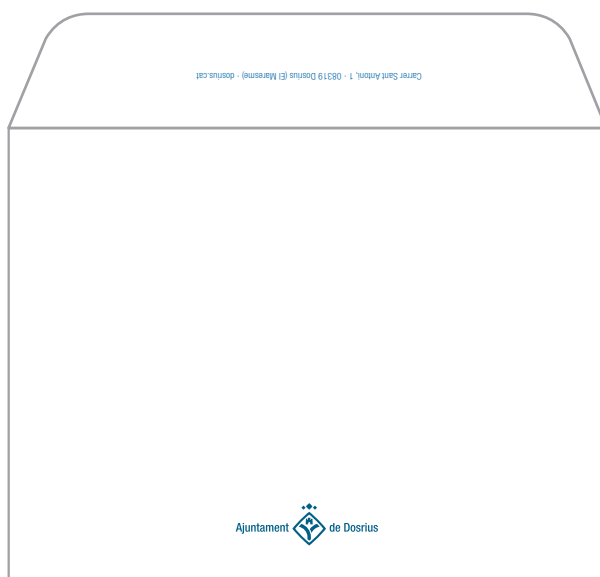 Carrer Sant Antoni, 1 - 08319 Dosrius (El Maresme) - dosrius.cat
Ajuntament de Dosrius